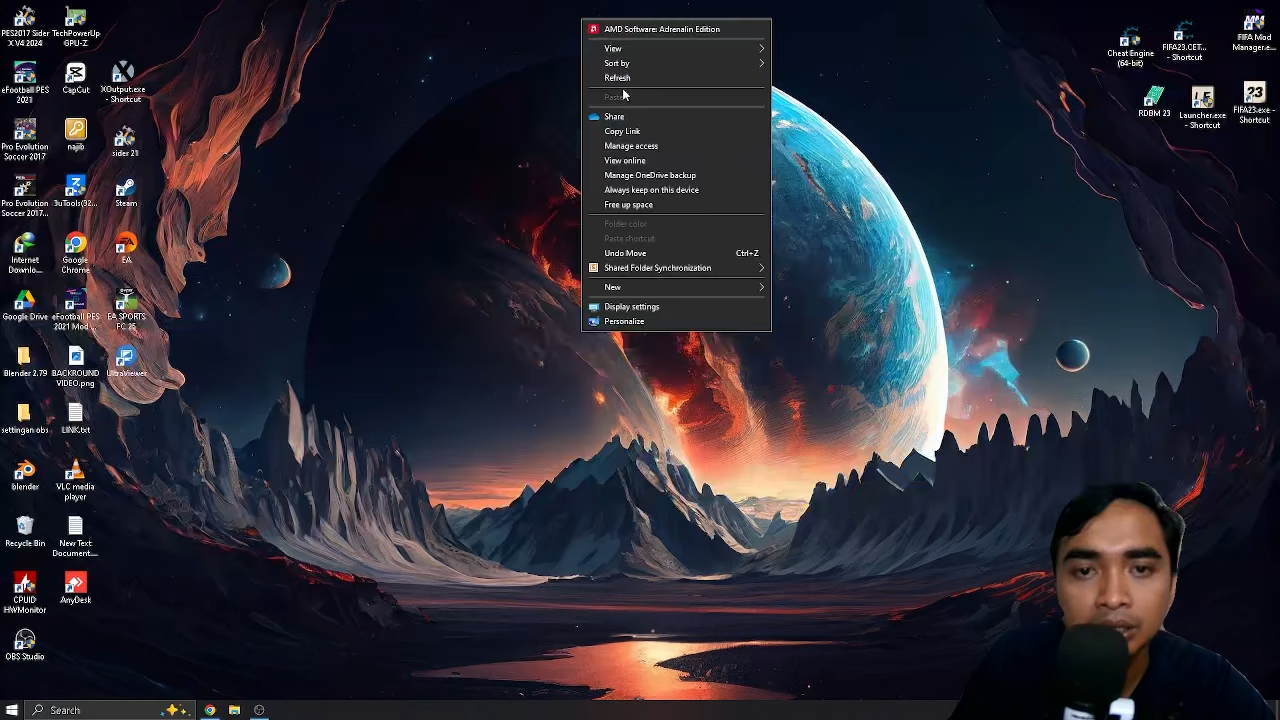 PES2017 Sider
X V4 2024
TechPowerUp
GPU-Z
eFootball PES
2021
CapCut
XOutput.exe
- Shortcut
Pro Evolution
Soccer 2017
najib
sider 21
Pro Evolution
Soccer 2017...
3uTools(32...
Steam
Internet
Downlo...
Google
Chrome
EA
Google Drive
eFootball PES
2021 Mod ...
EA SPORTS
FC 25
Blender 2.79
BACKROUND
VIDEO.png
UltraViewer
settingan obs
LINK.txt
blender
VLC media
player
Recycle Bin
New Text
Document....
CPUID
HWMonitor
AnyDesk
OBS Studio
AMD Software: Adrenalin Edition
View
Sort by
Refresh
Paste
Share
Copy Link
Manage access
View online
Manage OneDrive backup
Always keep on this device
Free up space
Folder color
Paste shortcut
Undo Move Ctrl+Z
Shared Folder Synchronization
New
Display settings
Personalize
Cheat Engine
(64-bit)
FIFA23.CET...
- Shortcut
FIFA Mod
Manager.e...
RDBM 23
Launcher.exe
- Shortcut
23
FIFA23.exe -
Shortcut
Search